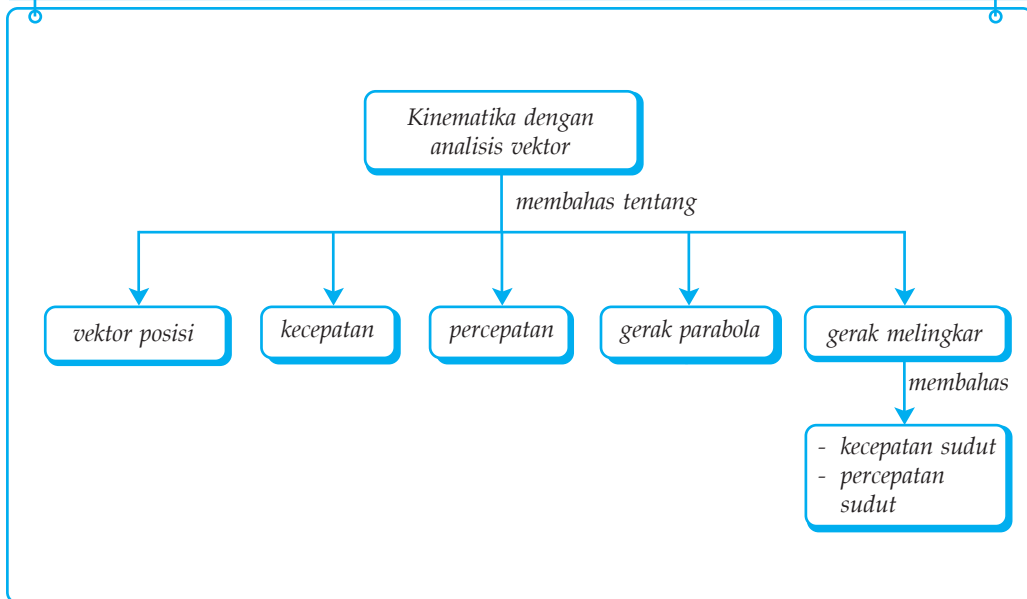 Kinematika dengan
analisis vektor
membahas tentang
vektor posisi
kecepatan
percepatan
gerak parabola
gerak melingkar
membahas
- kecepatan sudut
- percepatan
sudut